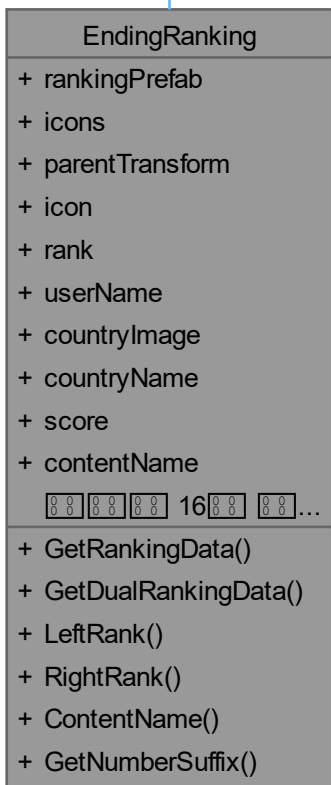 EndingRanking
+ rankingPrefab
+ icons
+ parentTransform
+ icon
+ rank
+ userName
+ countryImage
+ countryName
+ score
+ contentName
16 ...
+ GetRankingData()
+ GetDualRankingData()
+ LeftRank()
+ RightRank()
+ ContentName()
+ GetNumberSuffix()